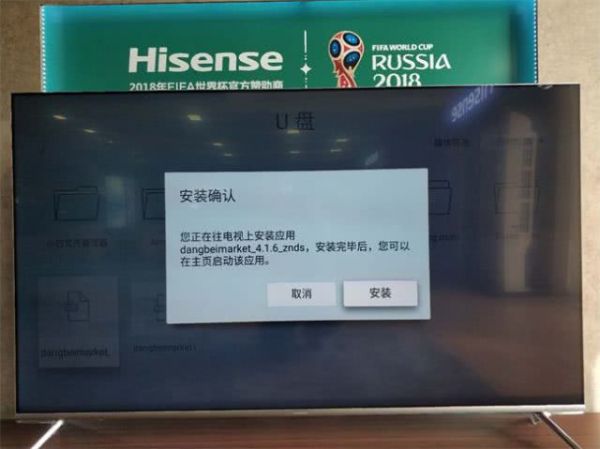 Hisense
2018年FIFA世界杯官方赞助商
FIFA WORLD CUP
RUSSIA
2018
U 盘
安装确认
您正在往电视上安装应用
dangbeimarket_4.1.6_znds，安装完毕后，您可以
在主页启动该应用。
取消
安装
dangbeimarket_
dangbeimarket